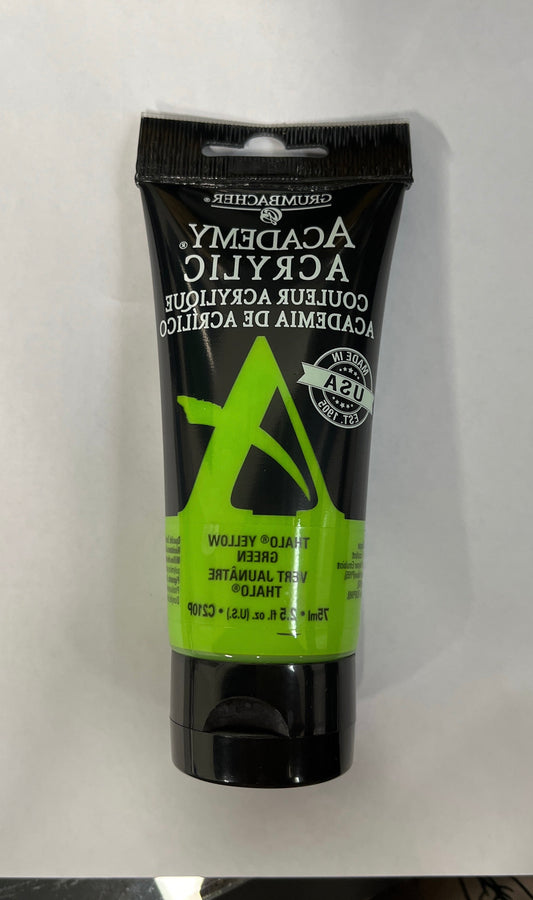 GRUMBACHER®
ACADEMY®
ACRYLIC
COULEUR ACRYLIQUE
ACADEMIA DE ACRÍLICO
MADE IN
USA
EST. 1905
THALO® YELLOW
GREEN
VERT JAUNÂTRE
THALO®
75ml • 2.5 fl. oz. (U.S.) • C210P